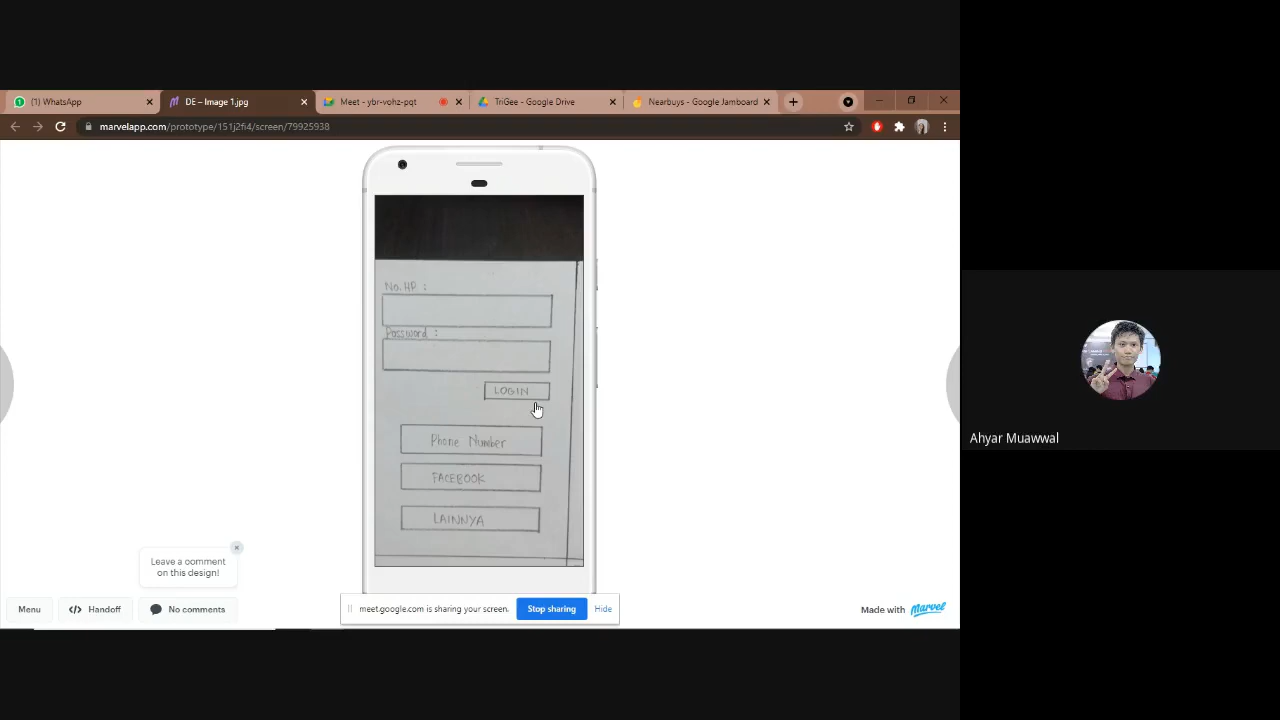 (1) WhatsApp
DE – Image 1.jpg
Meet - ybr-vohz-pqt
TriGee - Google Drive
Nearbuys - Google Jamboard
marvelapp.com/prototype/151j2fi4/screen/79925938
No. HP :
Password :
LOGIN
Phone Number
FACEBOOK
LAINNYA
Leave a comment
on this design!
Menu
Handoff
No comments
meet.google.com is sharing your screen.
Stop sharing
Hide
Made with Marvel
Ahyar Muawwal